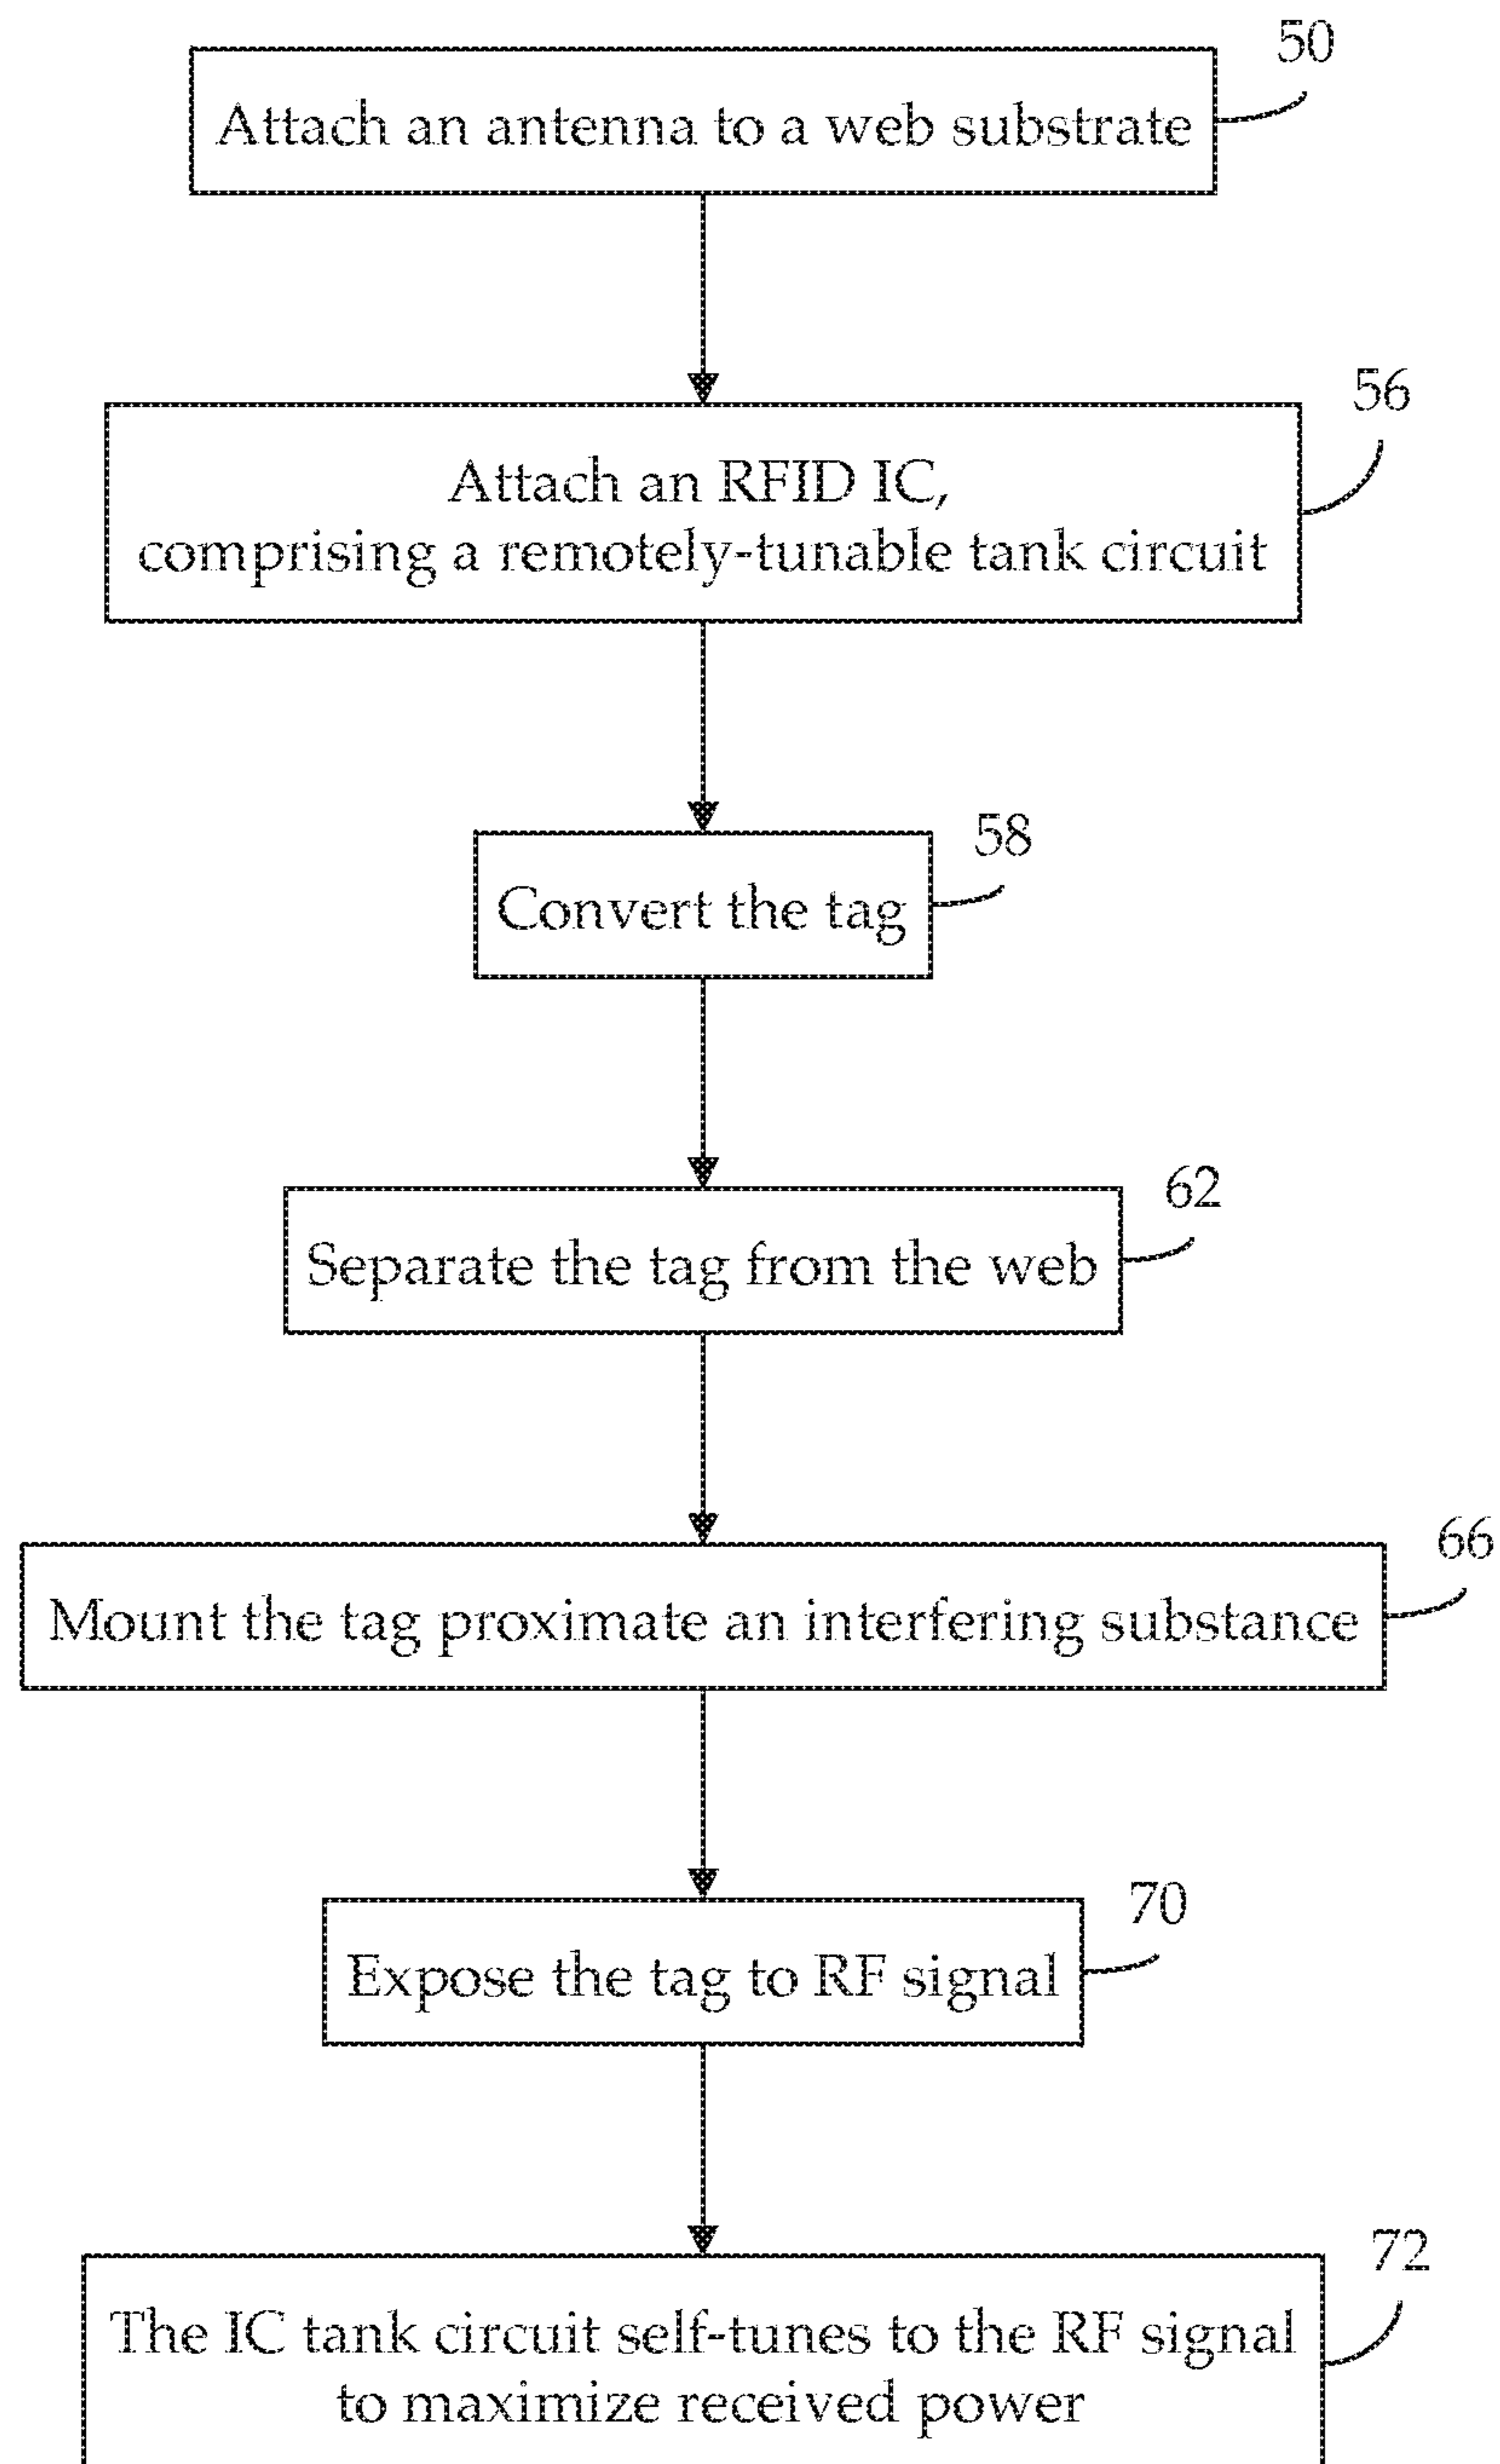 50
Attach an antenna to a web substrate
56
Attach an RFID IC,
comprising a remotely-tunable tank circuit
58
Convert the tag
62
Separate the tag from the web
66
Mount the tag proximate an interfering substance
70
Expose the tag to RF signal
72
The IC tank circuit self-tunes to the RF signal
to maximize received power